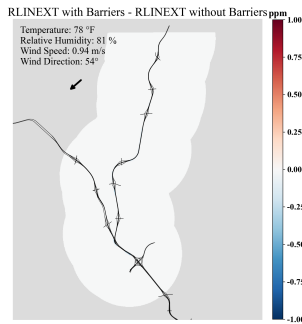 RLINEXT with Barriers - RLINEXT without Barriers
ppm
Temperature: 78 °F
Relative Humidity: 81 %
Wind Speed: 0.94 m/s
Wind Direction: 54°
1.00
0.75
0.50
0.25
0.00
-0.25
-0.50
-0.75
-1.00